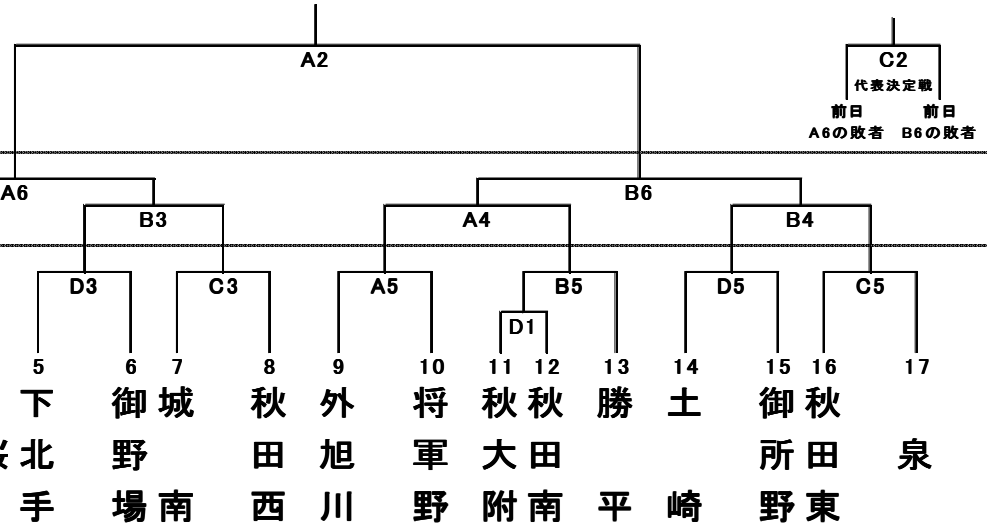 A2
C2
代表決定戦
前日 前日
A6の敗者 B6の敗者
A6 B6
B3 A4 B4
D3 C3 A5 B5 D5 C5
D1
5 6 7 8 9 10 11 12 13 14 15 16 17
下北手
御野場
城南
秋田西
外旭川
将軍野
秋大附
秋田南
勝平
土崎
御所野
秋田東
泉